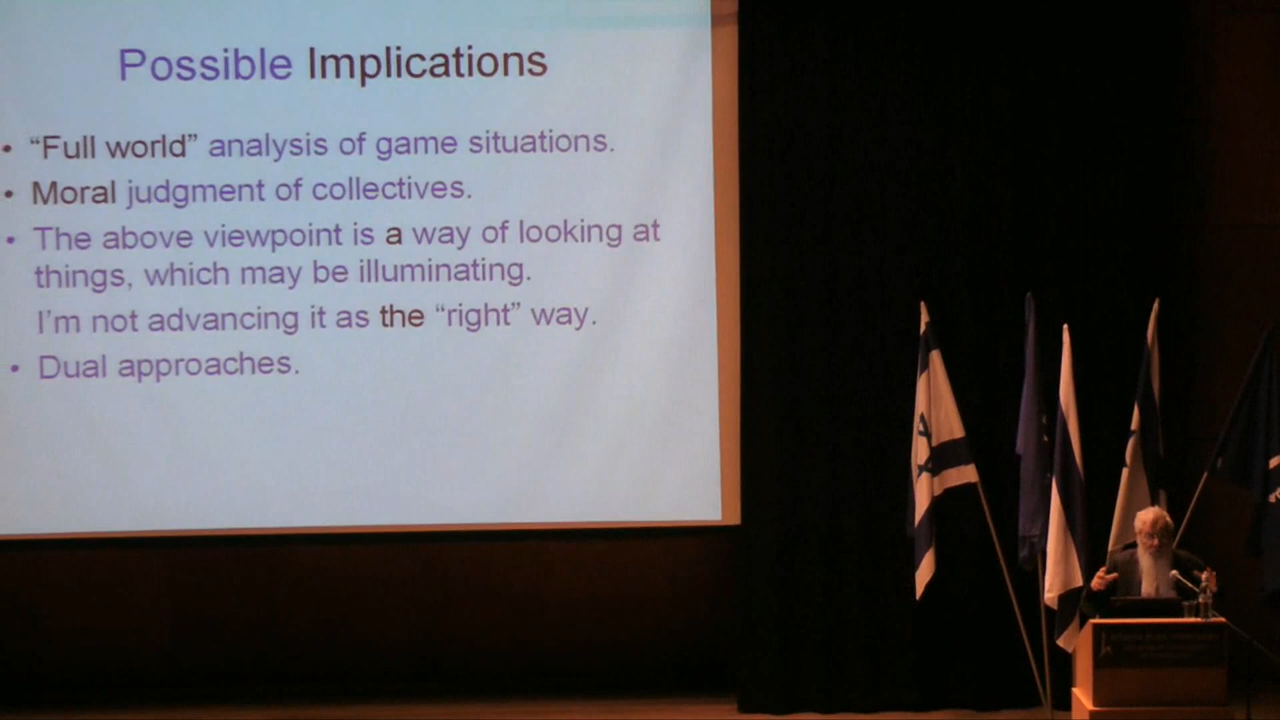 Possible Implications
• “Full world” analysis of game situations.
• Moral judgment of collectives.
• The above viewpoint is a way of looking at
things, which may be illuminating.
I’m not advancing it as the “right” way.
• Dual approaches.